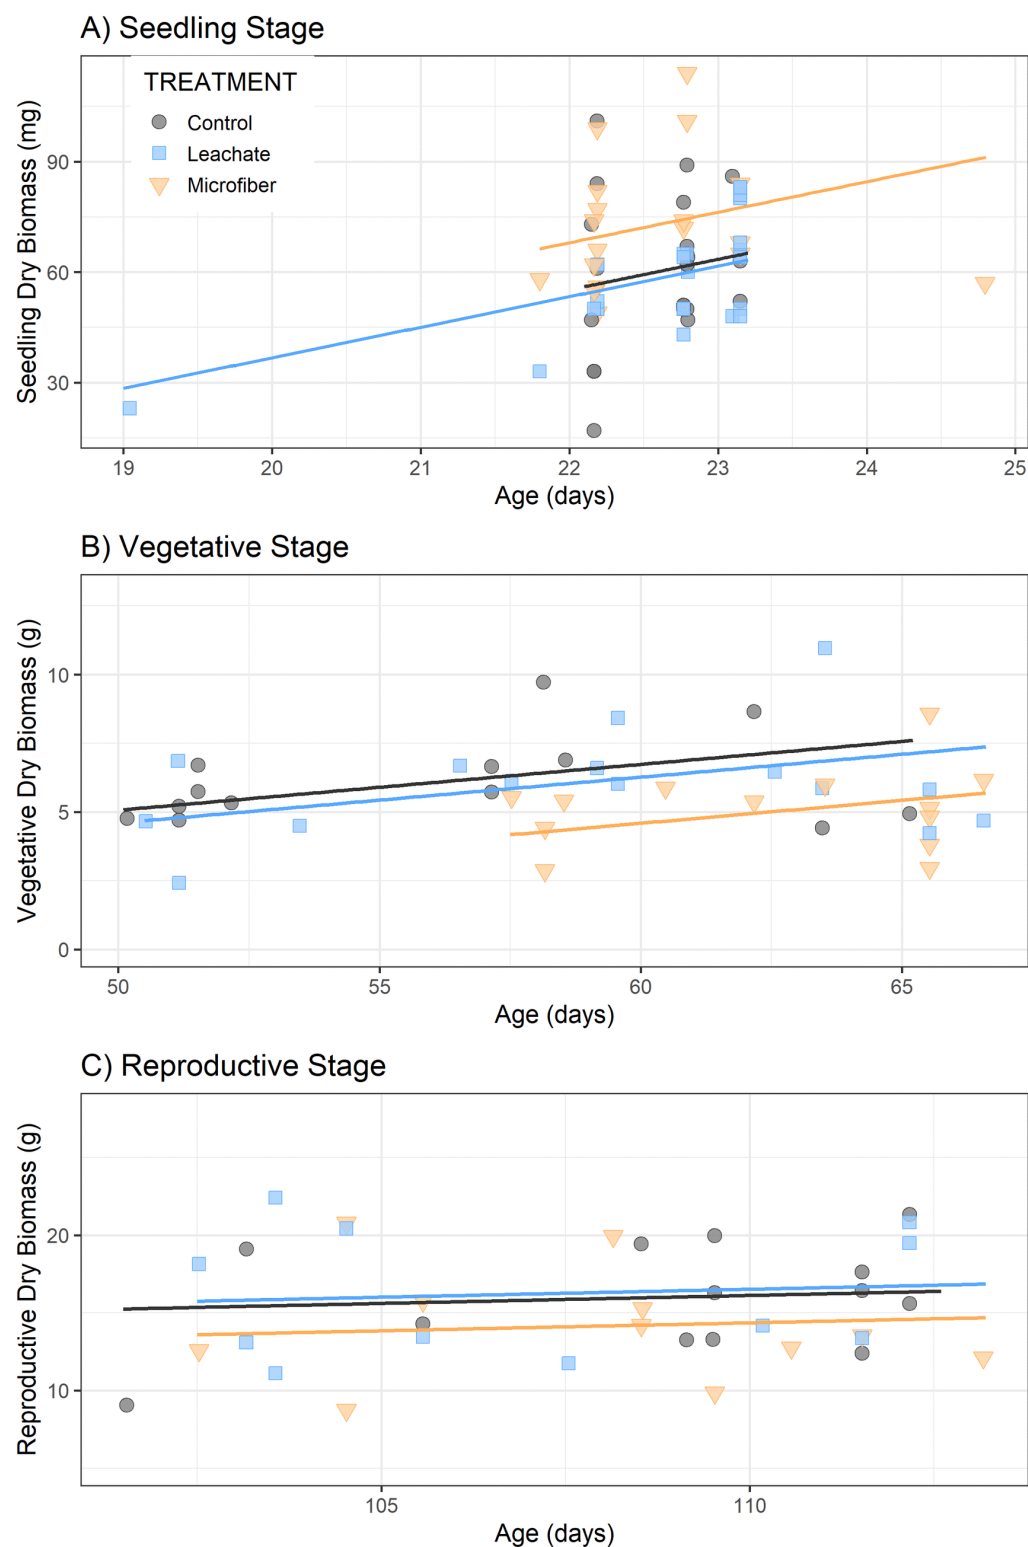 A) Seedling Stage
TREATMENT
Control
Leachate
Microfiber
Seedling Dry Biomass (mg)
90
60
30
19 20 21 22 23 24 25
Age (days)
B) Vegetative Stage
Vegetative Dry Biomass (g)
10
5
0
50 55 60 65
Age (days)
C) Reproductive Stage
Reproductive Dry Biomass (g)
20
10
105 110
Age (days)